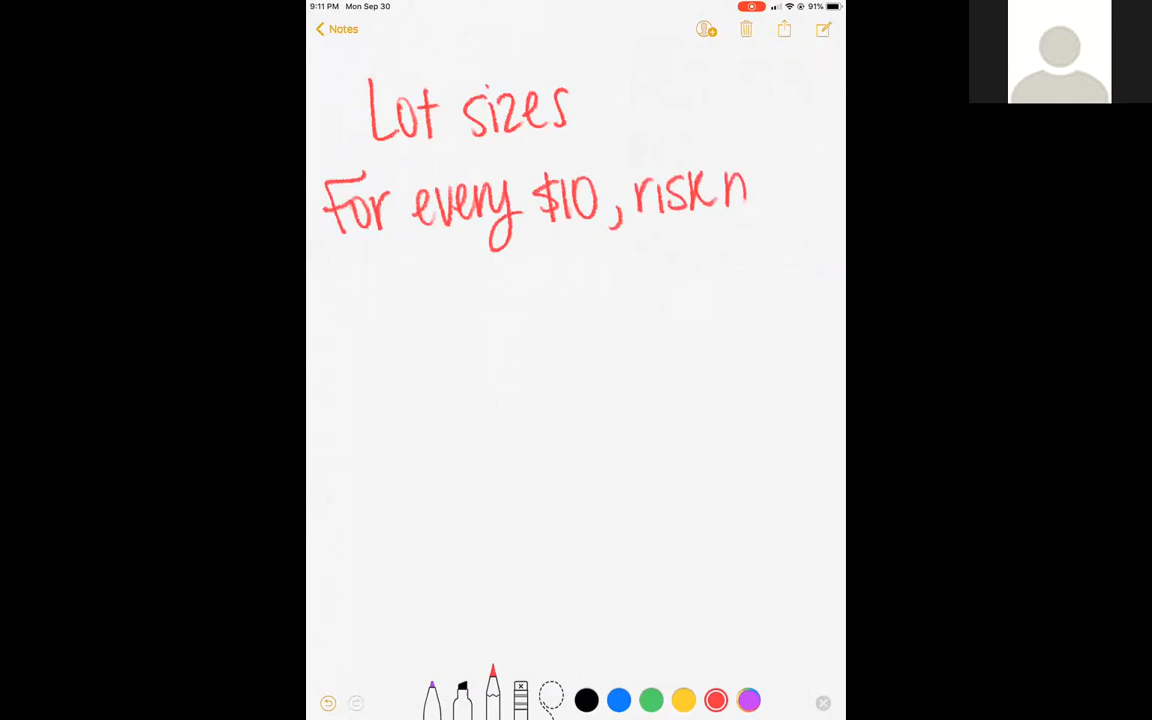 9:11 PM Mon Sep 30
91%
Notes
Lot sizes
For every $10, risk n